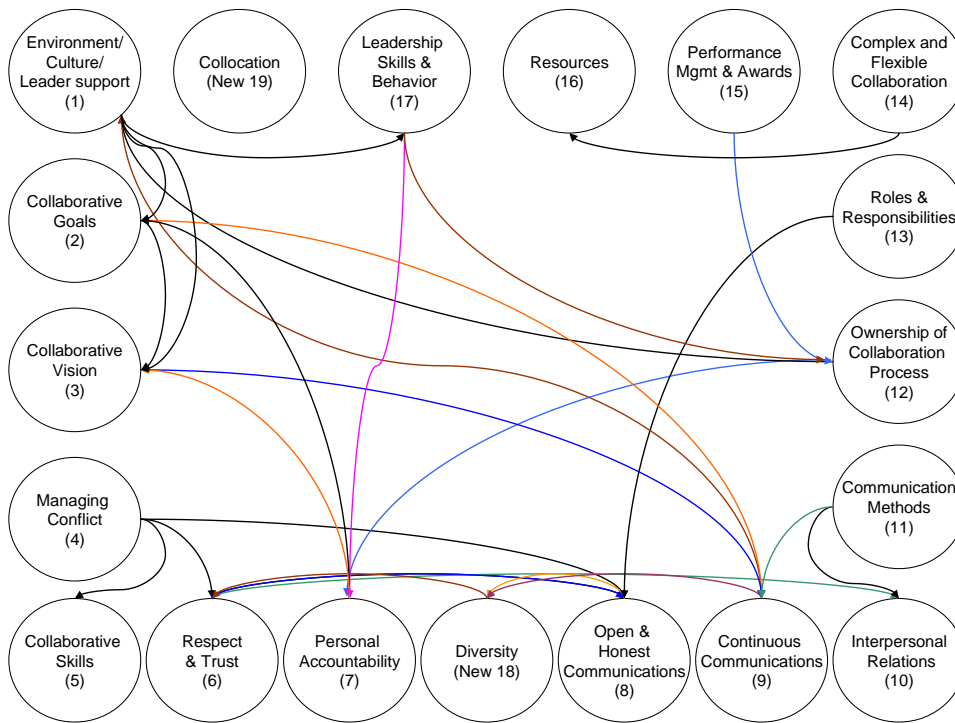 Environment/
Culture/
Leader support
(1)
Collocation
(New 19)
Leadership
Skills &
Behavior
(17)
Resources
(16)
Performance
Mgmt & Awards
(15)
Complex and
Flexible
Collaboration
(14)
Collaborative
Goals
(2)
Roles &
Responsibilities
(13)
Collaborative
Vision
(3)
Ownership of
Collaboration
Process
(12)
Managing
Conflict
(4)
Communication
Methods
(11)
Collaborative
Skills
(5)
Respect
& Trust
(6)
Personal
Accountability
(7)
Diversity
(New 18)
Open &
Honest
Communications
(8)
Continuous
Communications
(9)
Interpersonal
Relations
(10)